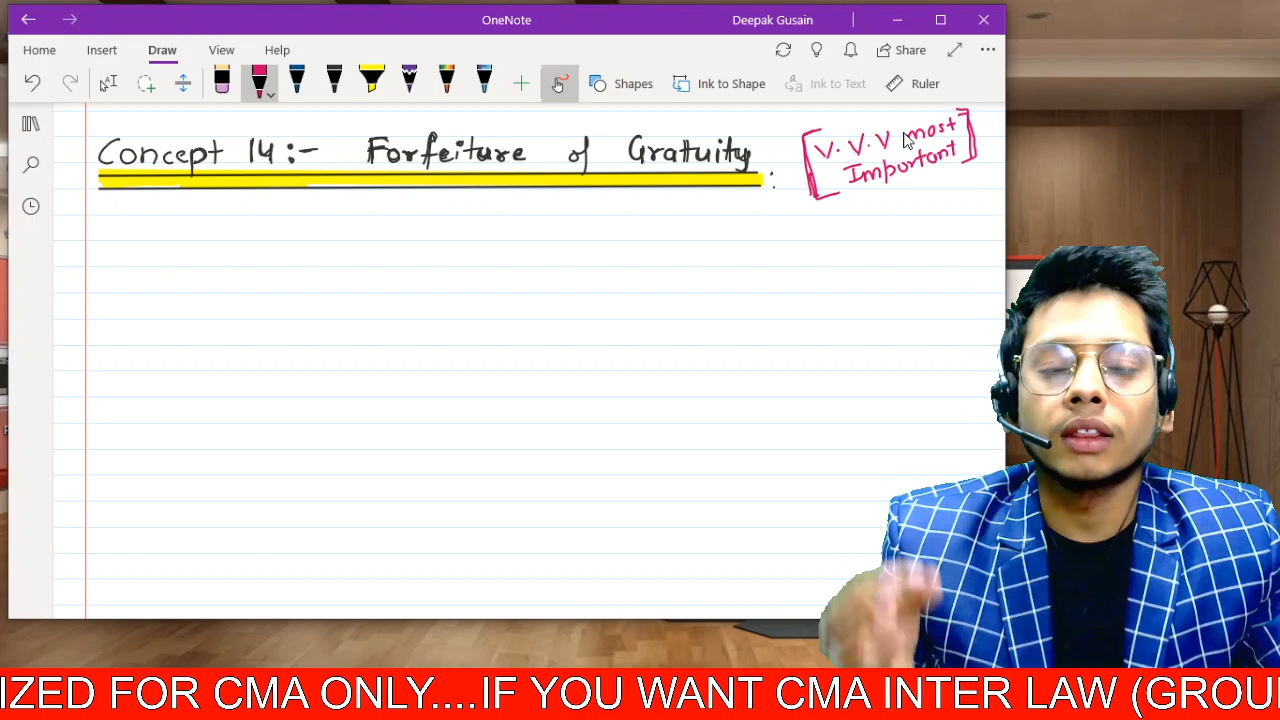 OneNote
Deepak Gusain
Home Insert Draw View Help
Share
Shapes
Ink to Shape
Ink to Text
Ruler
Concept 14:- Forfeiture of Gratuity :
V. V. V most
Important
IZED FOR CMA ONLY....IF YOU WANT CMA INTER LAW (GROU